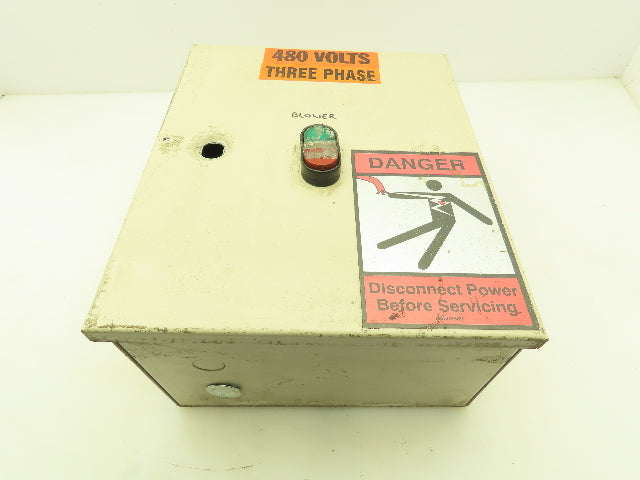 480 VOLTS
THREE PHASE
BLOWER
DANGER
Disconnect Power
Before Servicing